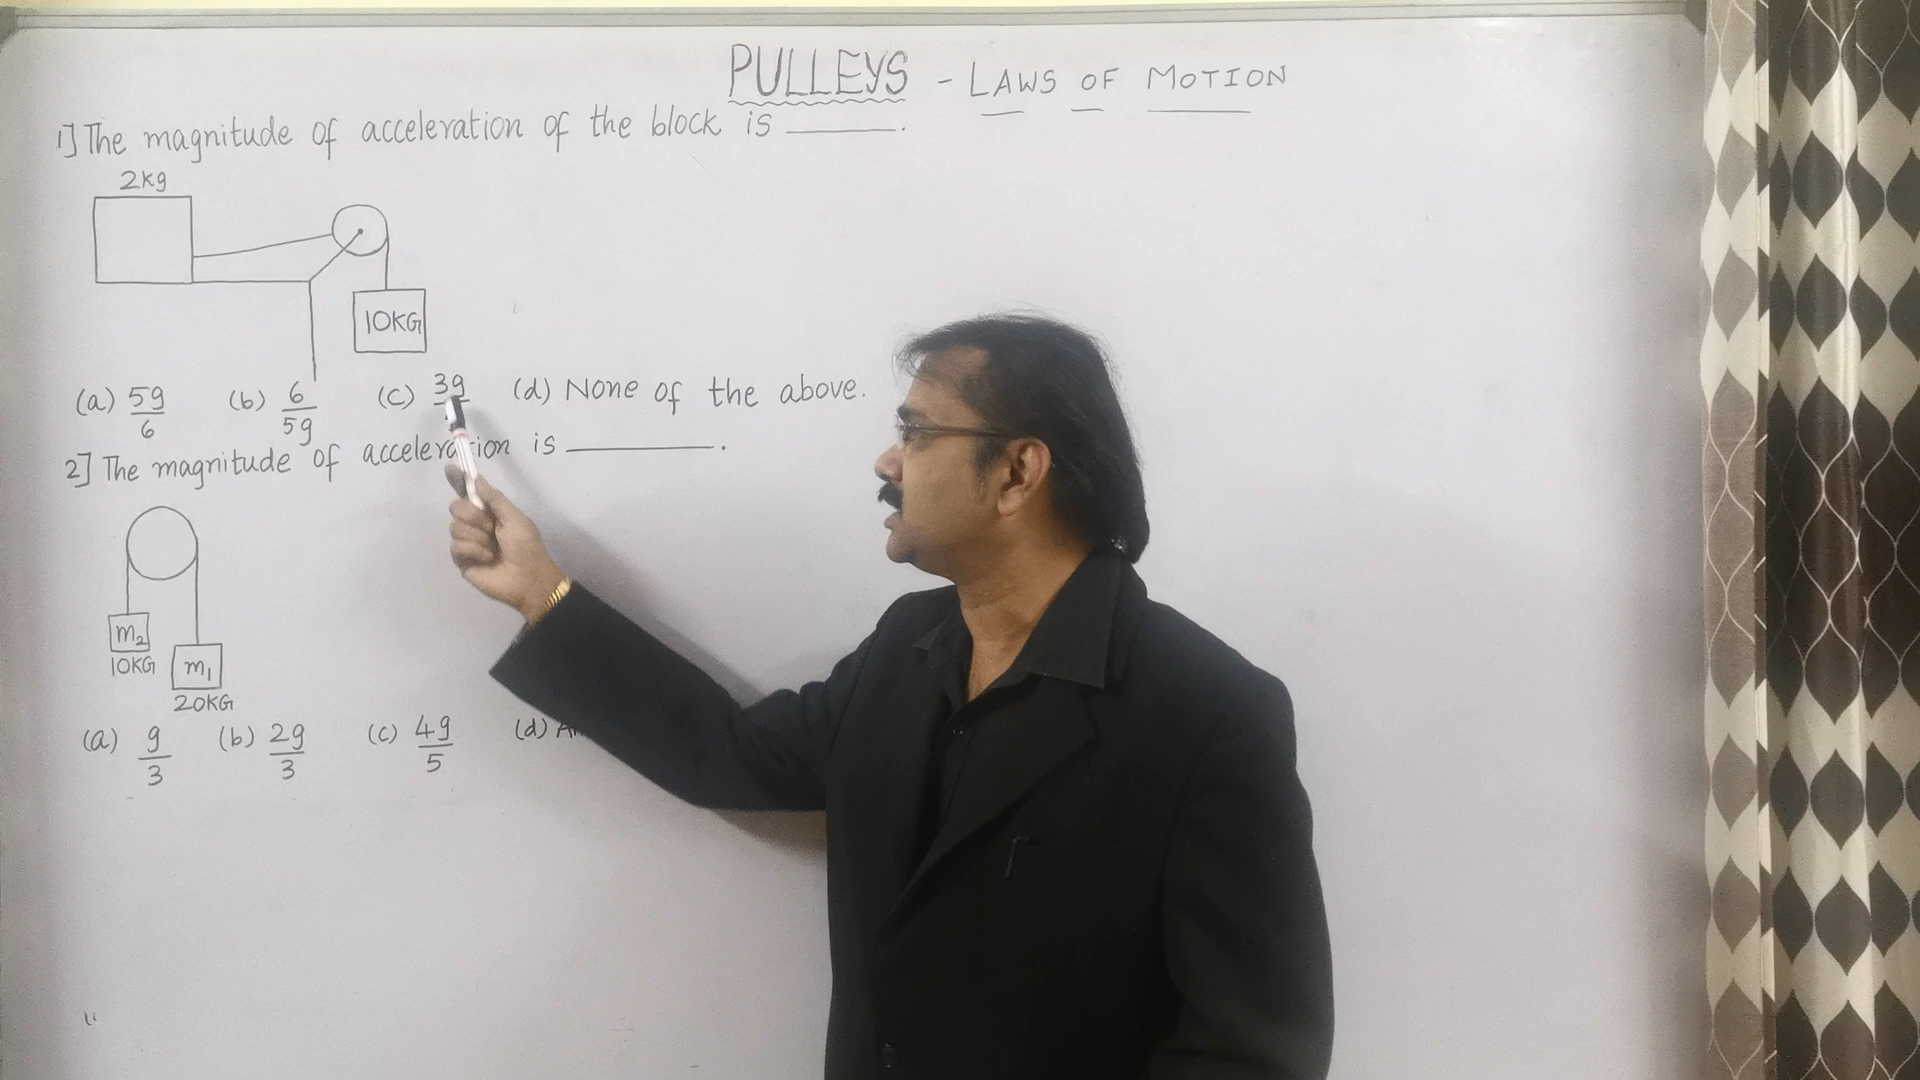 PULLEYS - LAWS OF MOTION
1] The magnitude of acceleration of the block is ______.
2kg
10KG
(a) 5g/6 (b) 6/5g (c) 3g (d) None of the above.
2] The magnitude of acceleration is ______.
m2
10KG
m1
20KG
(a) g/3 (b) 2g/3 (c) 4g/5 (d)